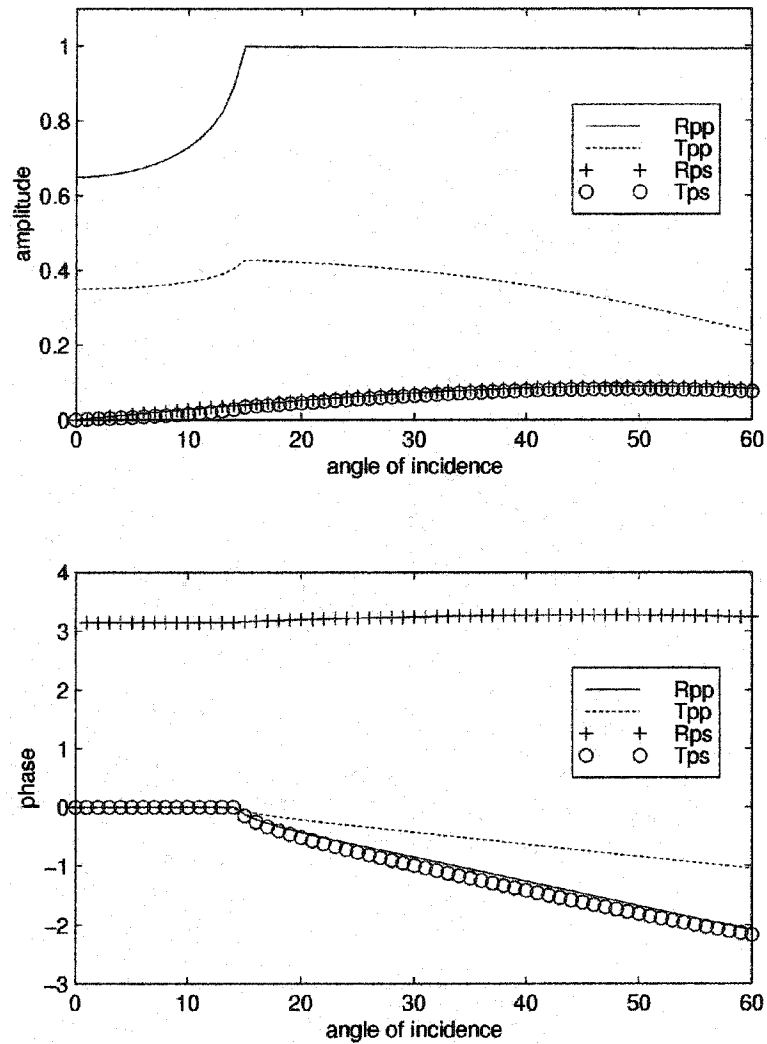 1
0.8
0.6
0.4
0.2
0
amplitude
Rpp
Tpp
Rps
Tps
0 10 20 30 40 50 60
angle of incidence
4
3
2
1
0
−1
−2
−3
phase
Rpp
Tpp
Rps
Tps
0 10 20 30 40 50 60
angle of incidence